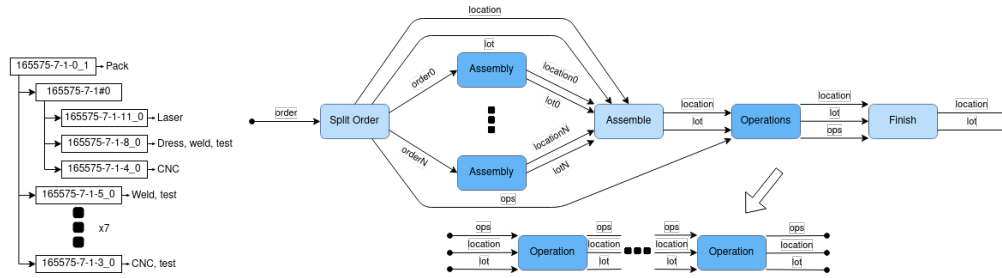 165575-7-1-0_1
Pack
165575-7-1#0
165575-7-1-11_0
Laser
165575-7-1-8_0
Dress, weld, test
165575-7-1-4_0
CNC
165575-7-1-5_0
Weld, test
x7
165575-7-1-3_0
CNC, test
order
Split Order
location
lot
order0
Assembly
location0
lot0
orderN
Assembly
locationN
lotN
ops
Assemble
location
lot
Operations
location
lot
ops
Finish
location
lot
ops
location
lot
Operation
ops
location
lot
ops
location
lot
Operation
ops
location
lot